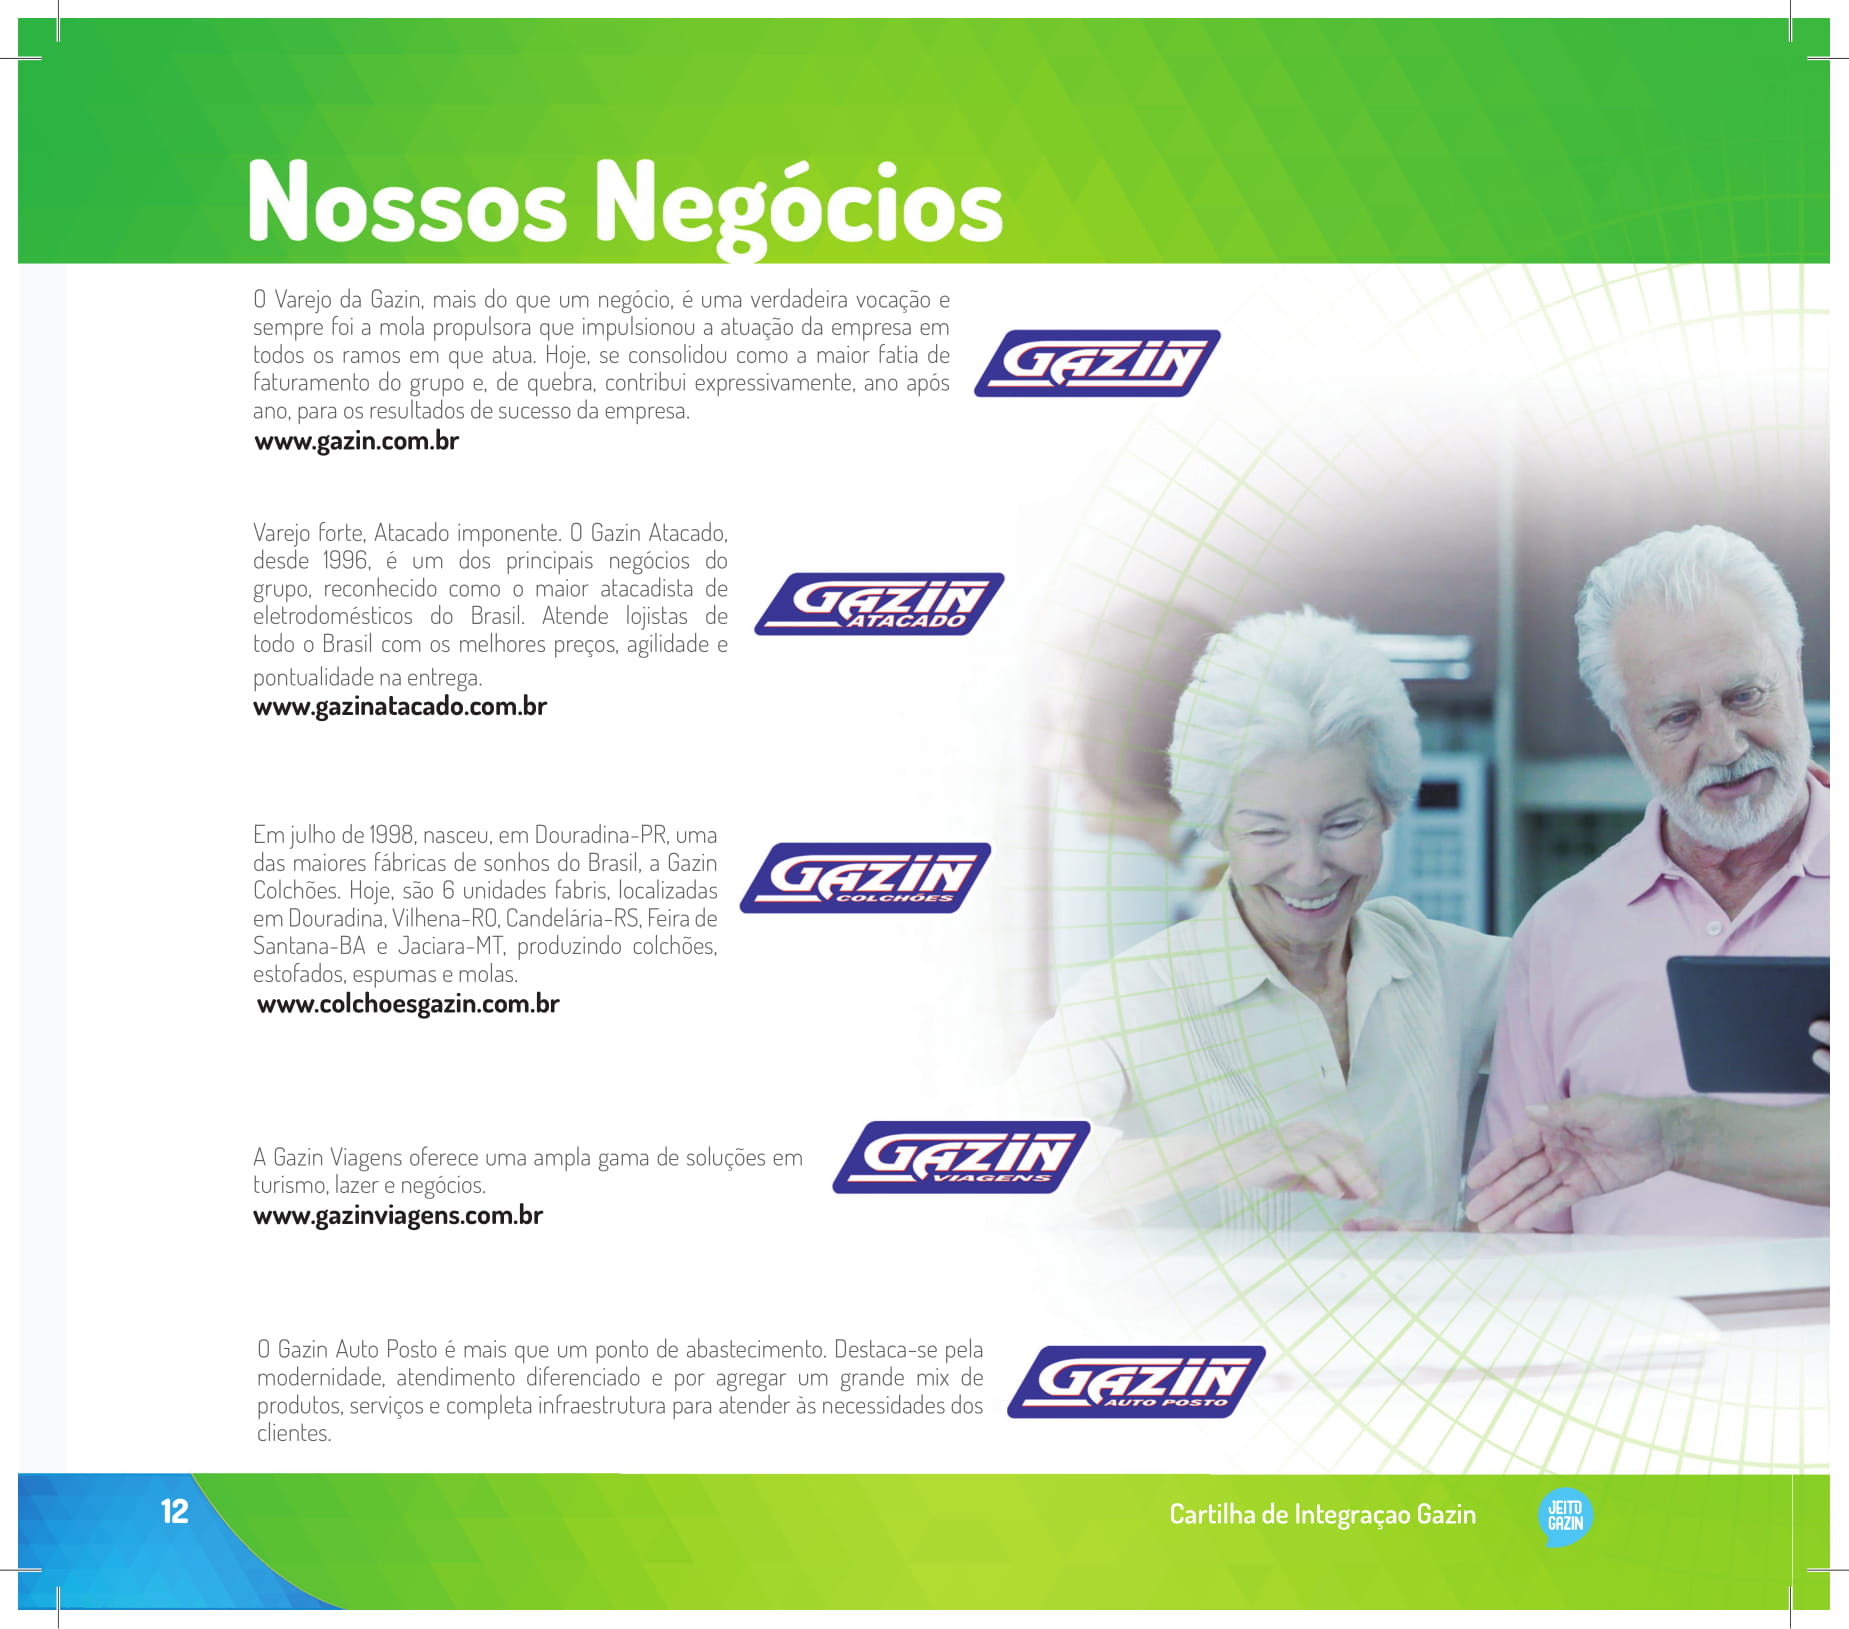 Nossos Negócios
O Varejo da Gazin, mais do que um negócio, é uma verdadeira vocação e
sempre foi a mola propulsora que impulsionou a atuação da empresa em
todos os ramos em que atua. Hoje, se consolidou como a maior fatia de
faturamento do grupo e, de quebra, contribui expressivamente, ano após
ano, para os resultados de sucesso da empresa.
www.gazin.com.br
GAZIN
Varejo forte, Atacado imponente. O Gazin Atacado,
desde 1996, é um dos principais negócios do
grupo, reconhecido como o maior atacadista de
eletrodomésticos do Brasil. Atende lojistas de
todo o Brasil com os melhores preços, agilidade e
pontualidade na entrega.
www.gazinatacado.com.br
GAZIN
ATACADO
Em julho de 1998, nasceu, em Douradina-PR, uma
das maiores fábricas de sonhos do Brasil, a Gazin
Colchões. Hoje, são 6 unidades fabris, localizadas
em Douradina, Vilhena-RO, Candelária-RS, Feira de
Santana-BA e Jaciara-MT, produzindo colchões,
estofados, espumas e molas.
www.colchoesgazin.com.br
GAZIN
COLCHÕES
A Gazin Viagens oferece uma ampla gama de soluções em
turismo, lazer e negócios.
www.gazinviagens.com.br
GAZIN
VIAGENS
O Gazin Auto Posto é mais que um ponto de abastecimento. Destaca-se pela
modernidade, atendimento diferenciado e por agregar um grande mix de
produtos, serviços e completa infraestrutura para atender às necessidades dos
clientes.
GAZIN
AUTO POSTO
12
Cartilha de Integraçao Gazin
JEITO
GAZIN